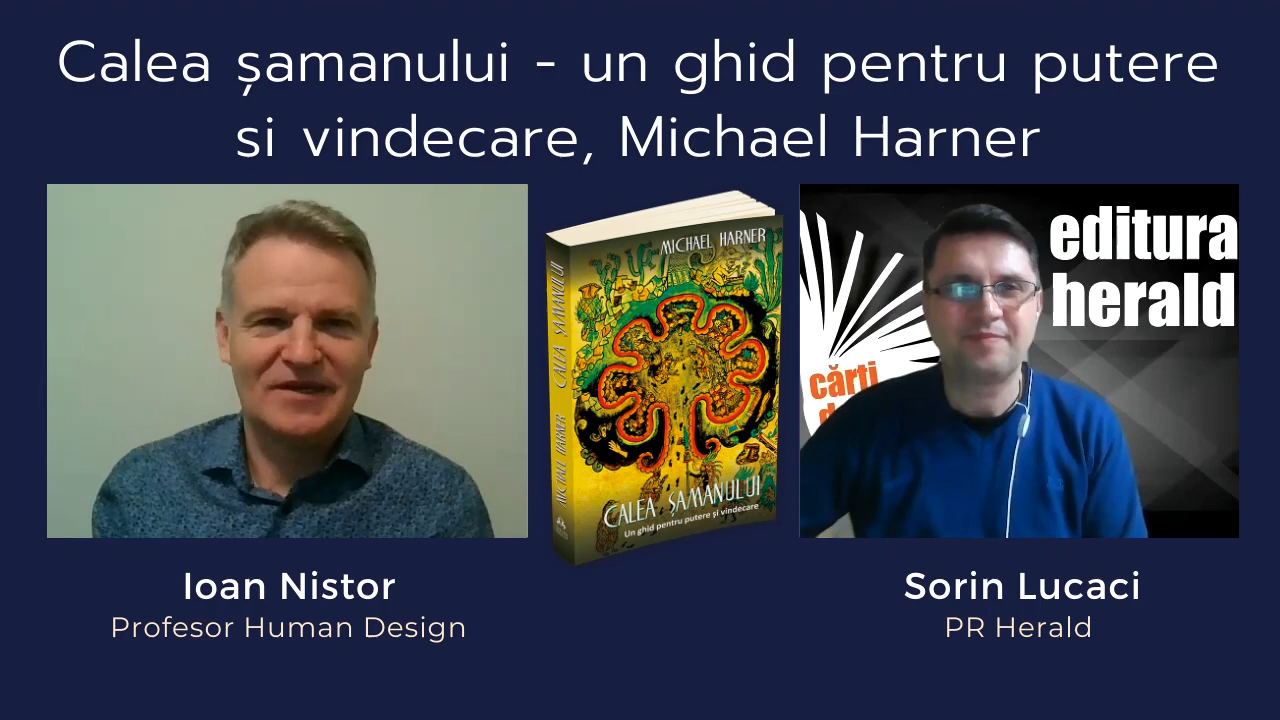 Calea șamanului - un ghid pentru putere
si vindecare, Michael Harner
MICHAEL HARNER
CALEA ȘAMANULUI
MICHAEL HARNER
CALEA ȘAMANULUI
Un ghid pentru putere și vindecare
editura
herald
cărți
Ioan Nistor
Profesor Human Design
Sorin Lucaci
PR Herald